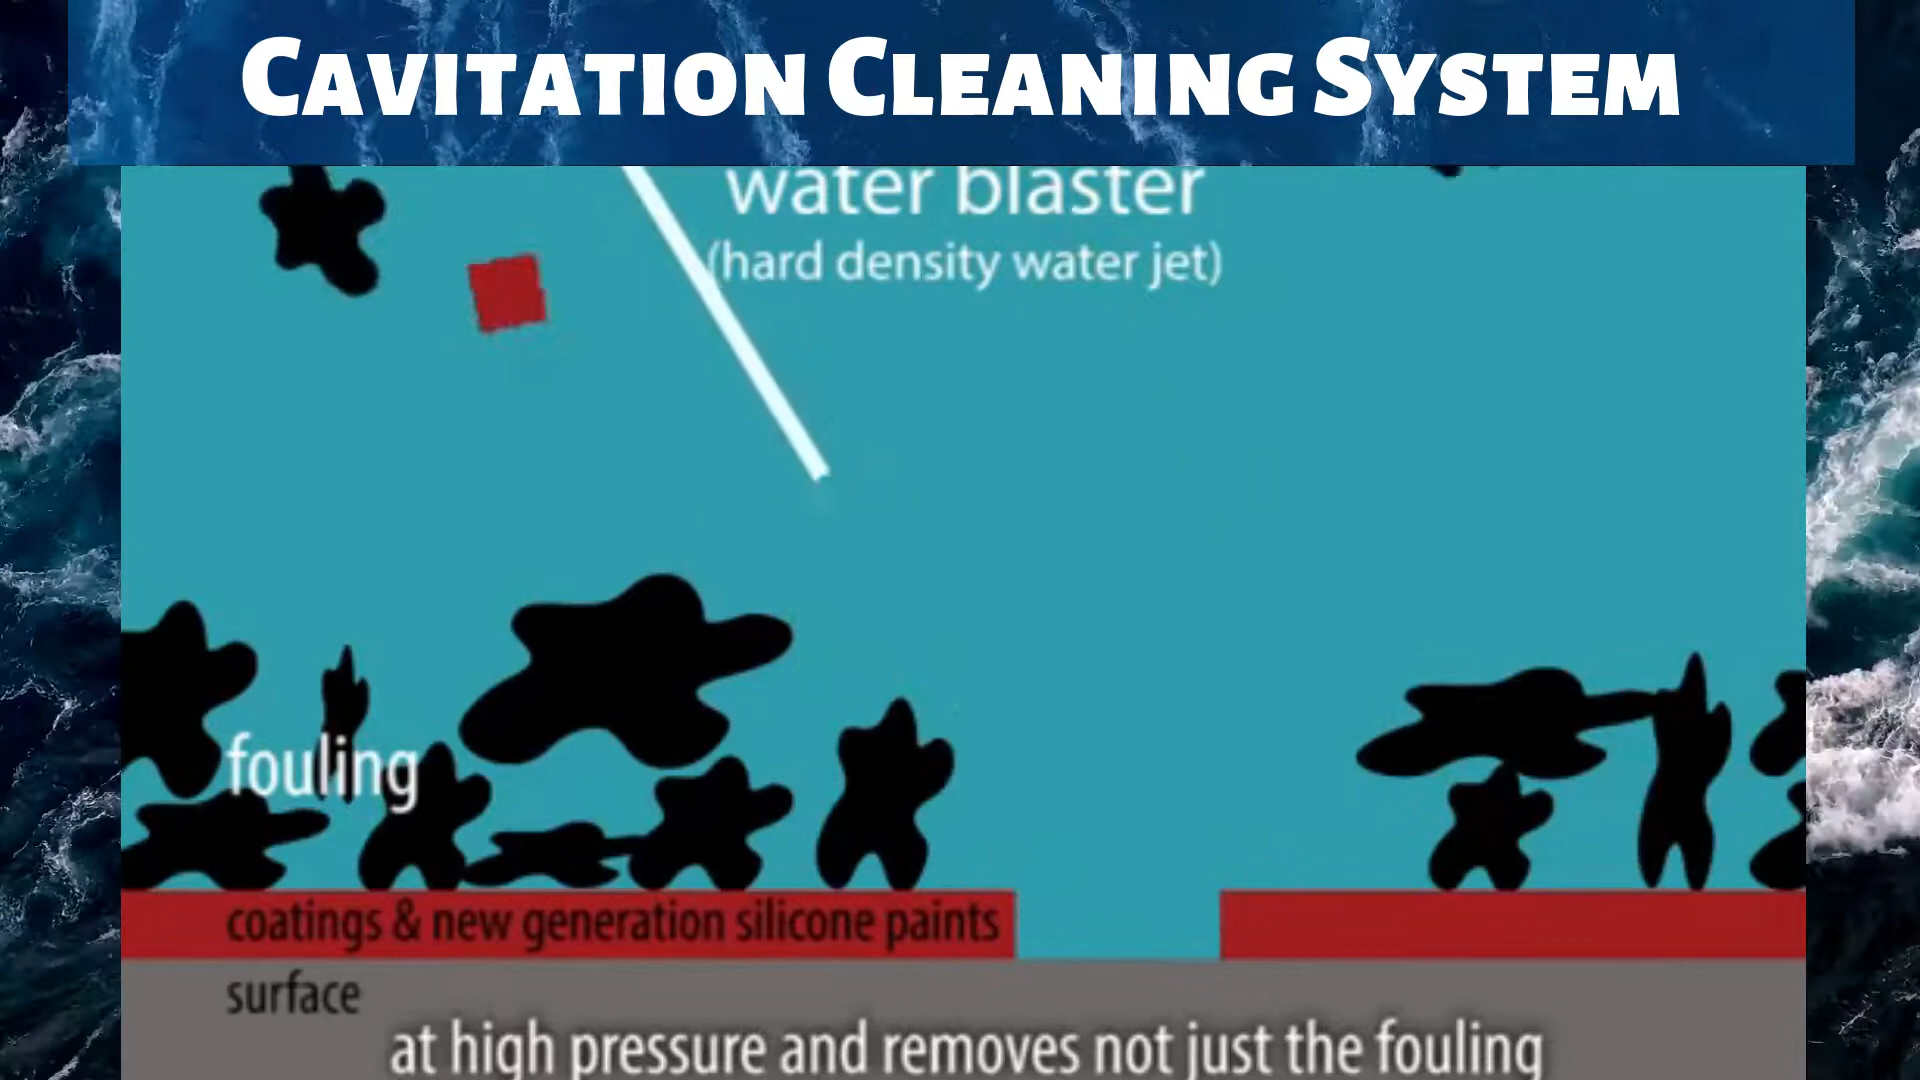 CAVITATION CLEANING SYSTEM
water blaster
(hard density water jet)
fouling
coatings & new generation silicone paints
surface
at high pressure and removes not just the fouling